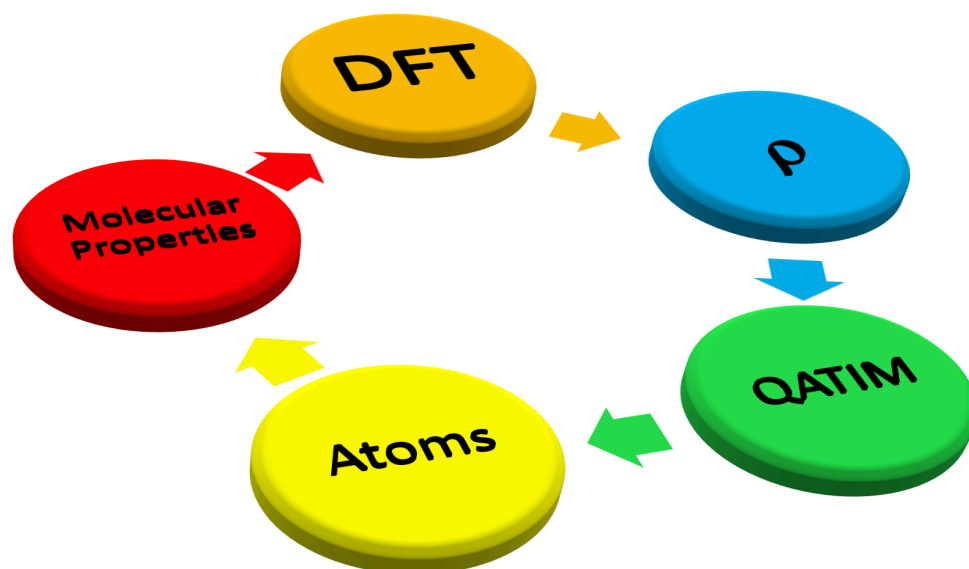 DFT
ρ
QATIM
Atoms
Molecular
Properties